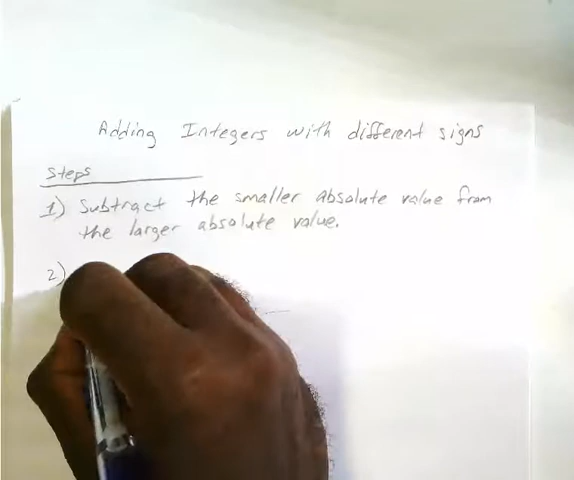 Adding Integers with different signs
Steps
1) Subtract the smaller absolute value from
the larger absolute value.
2)